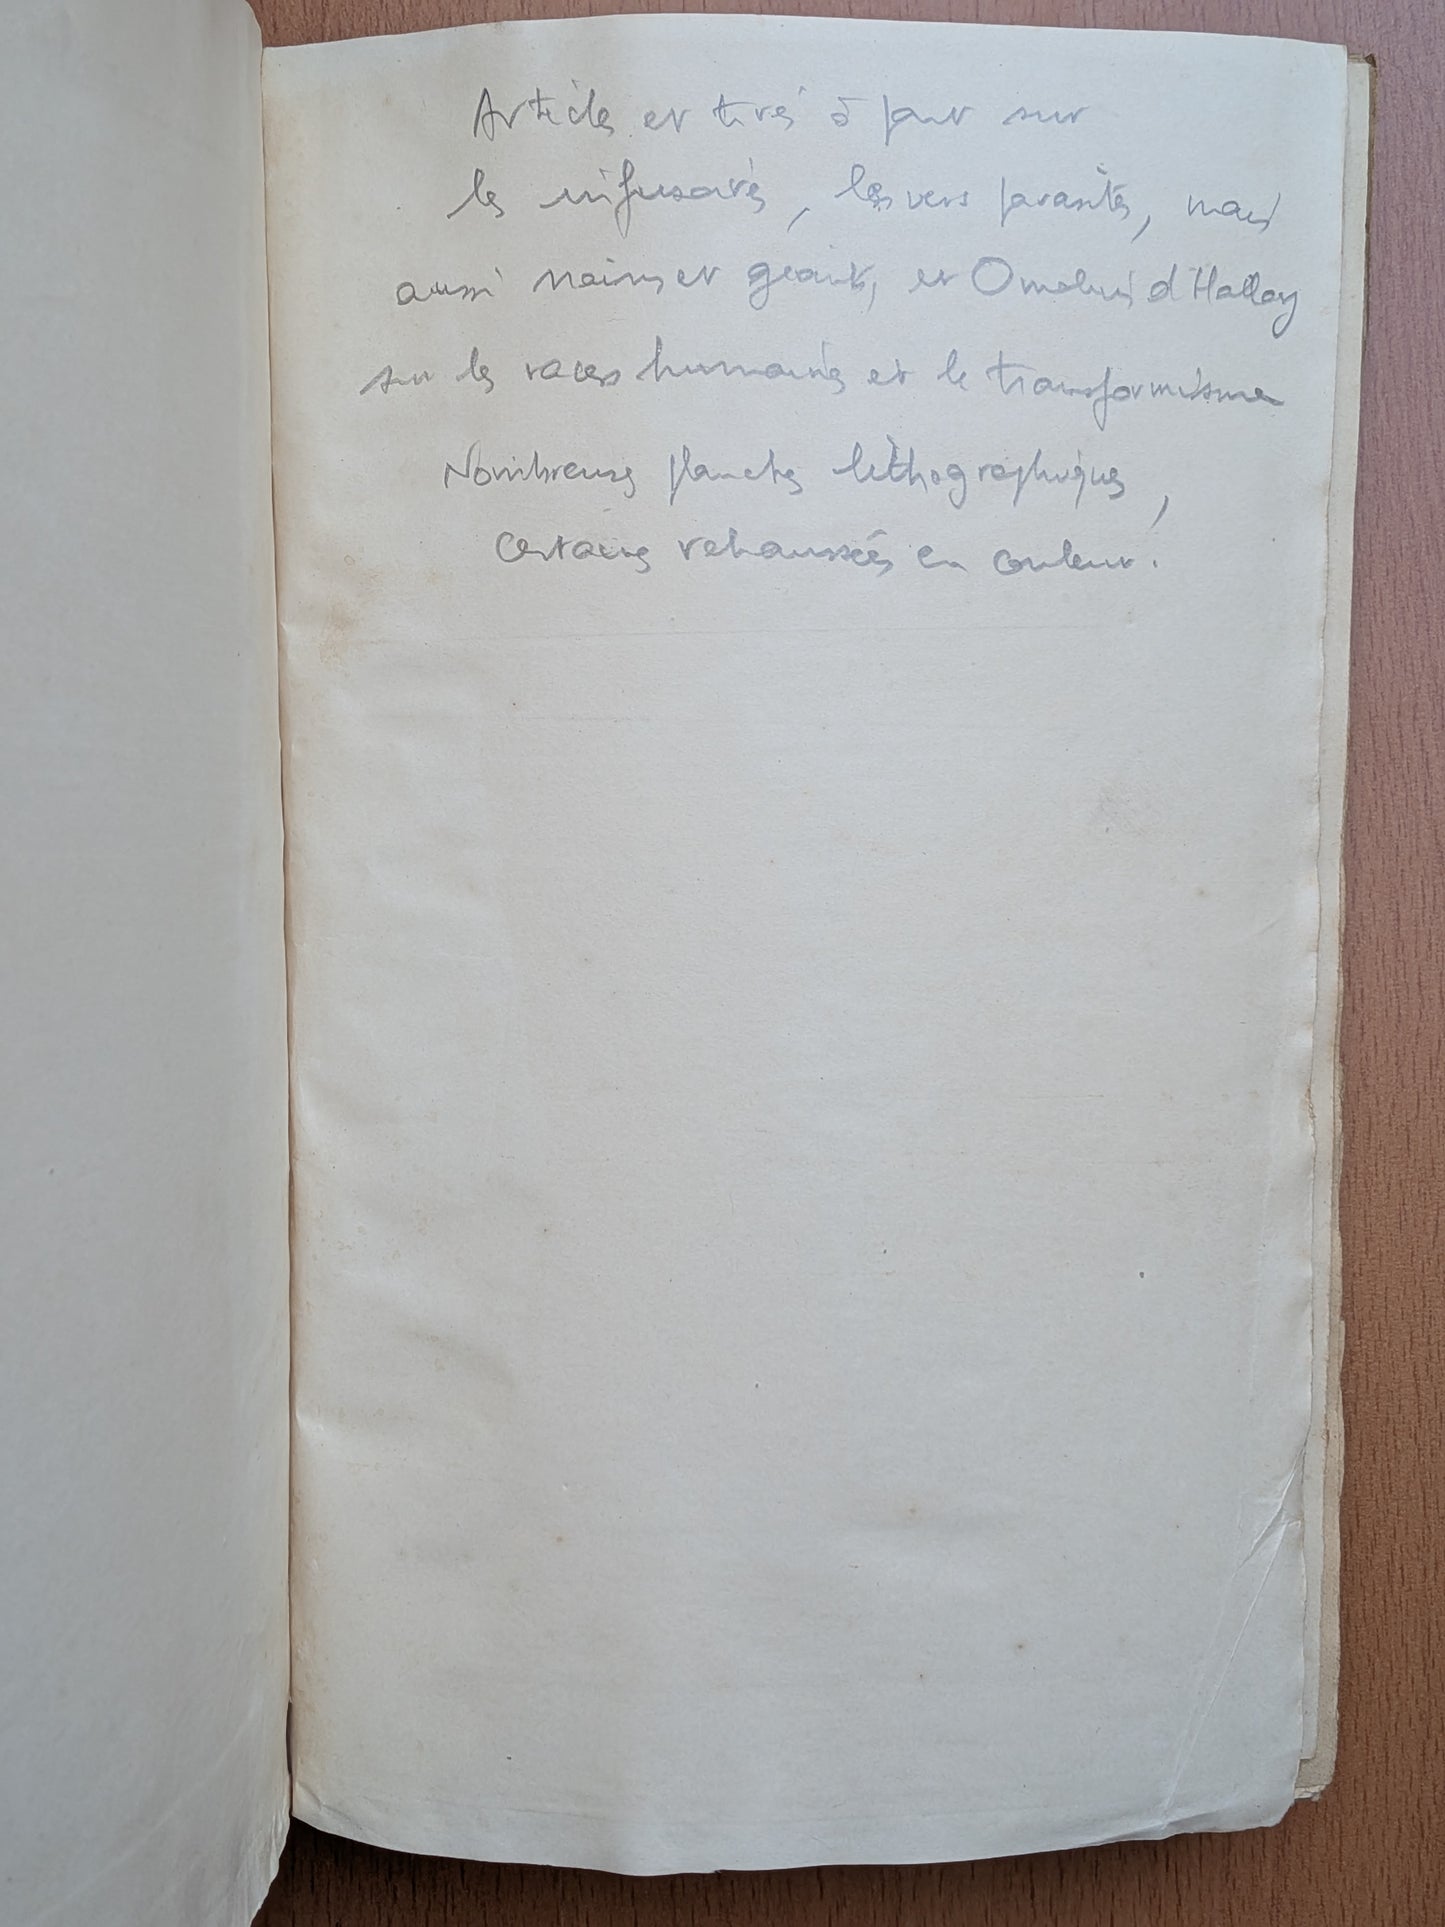 Articles et tirés à part sur
les infusoires, les vers parasites, mais
aussi nains et géants, et Omalius d'Halloy
sur les races humaines et le transformisme
Nombreuses planches lithographiques,
certaines rehaussées en couleur.